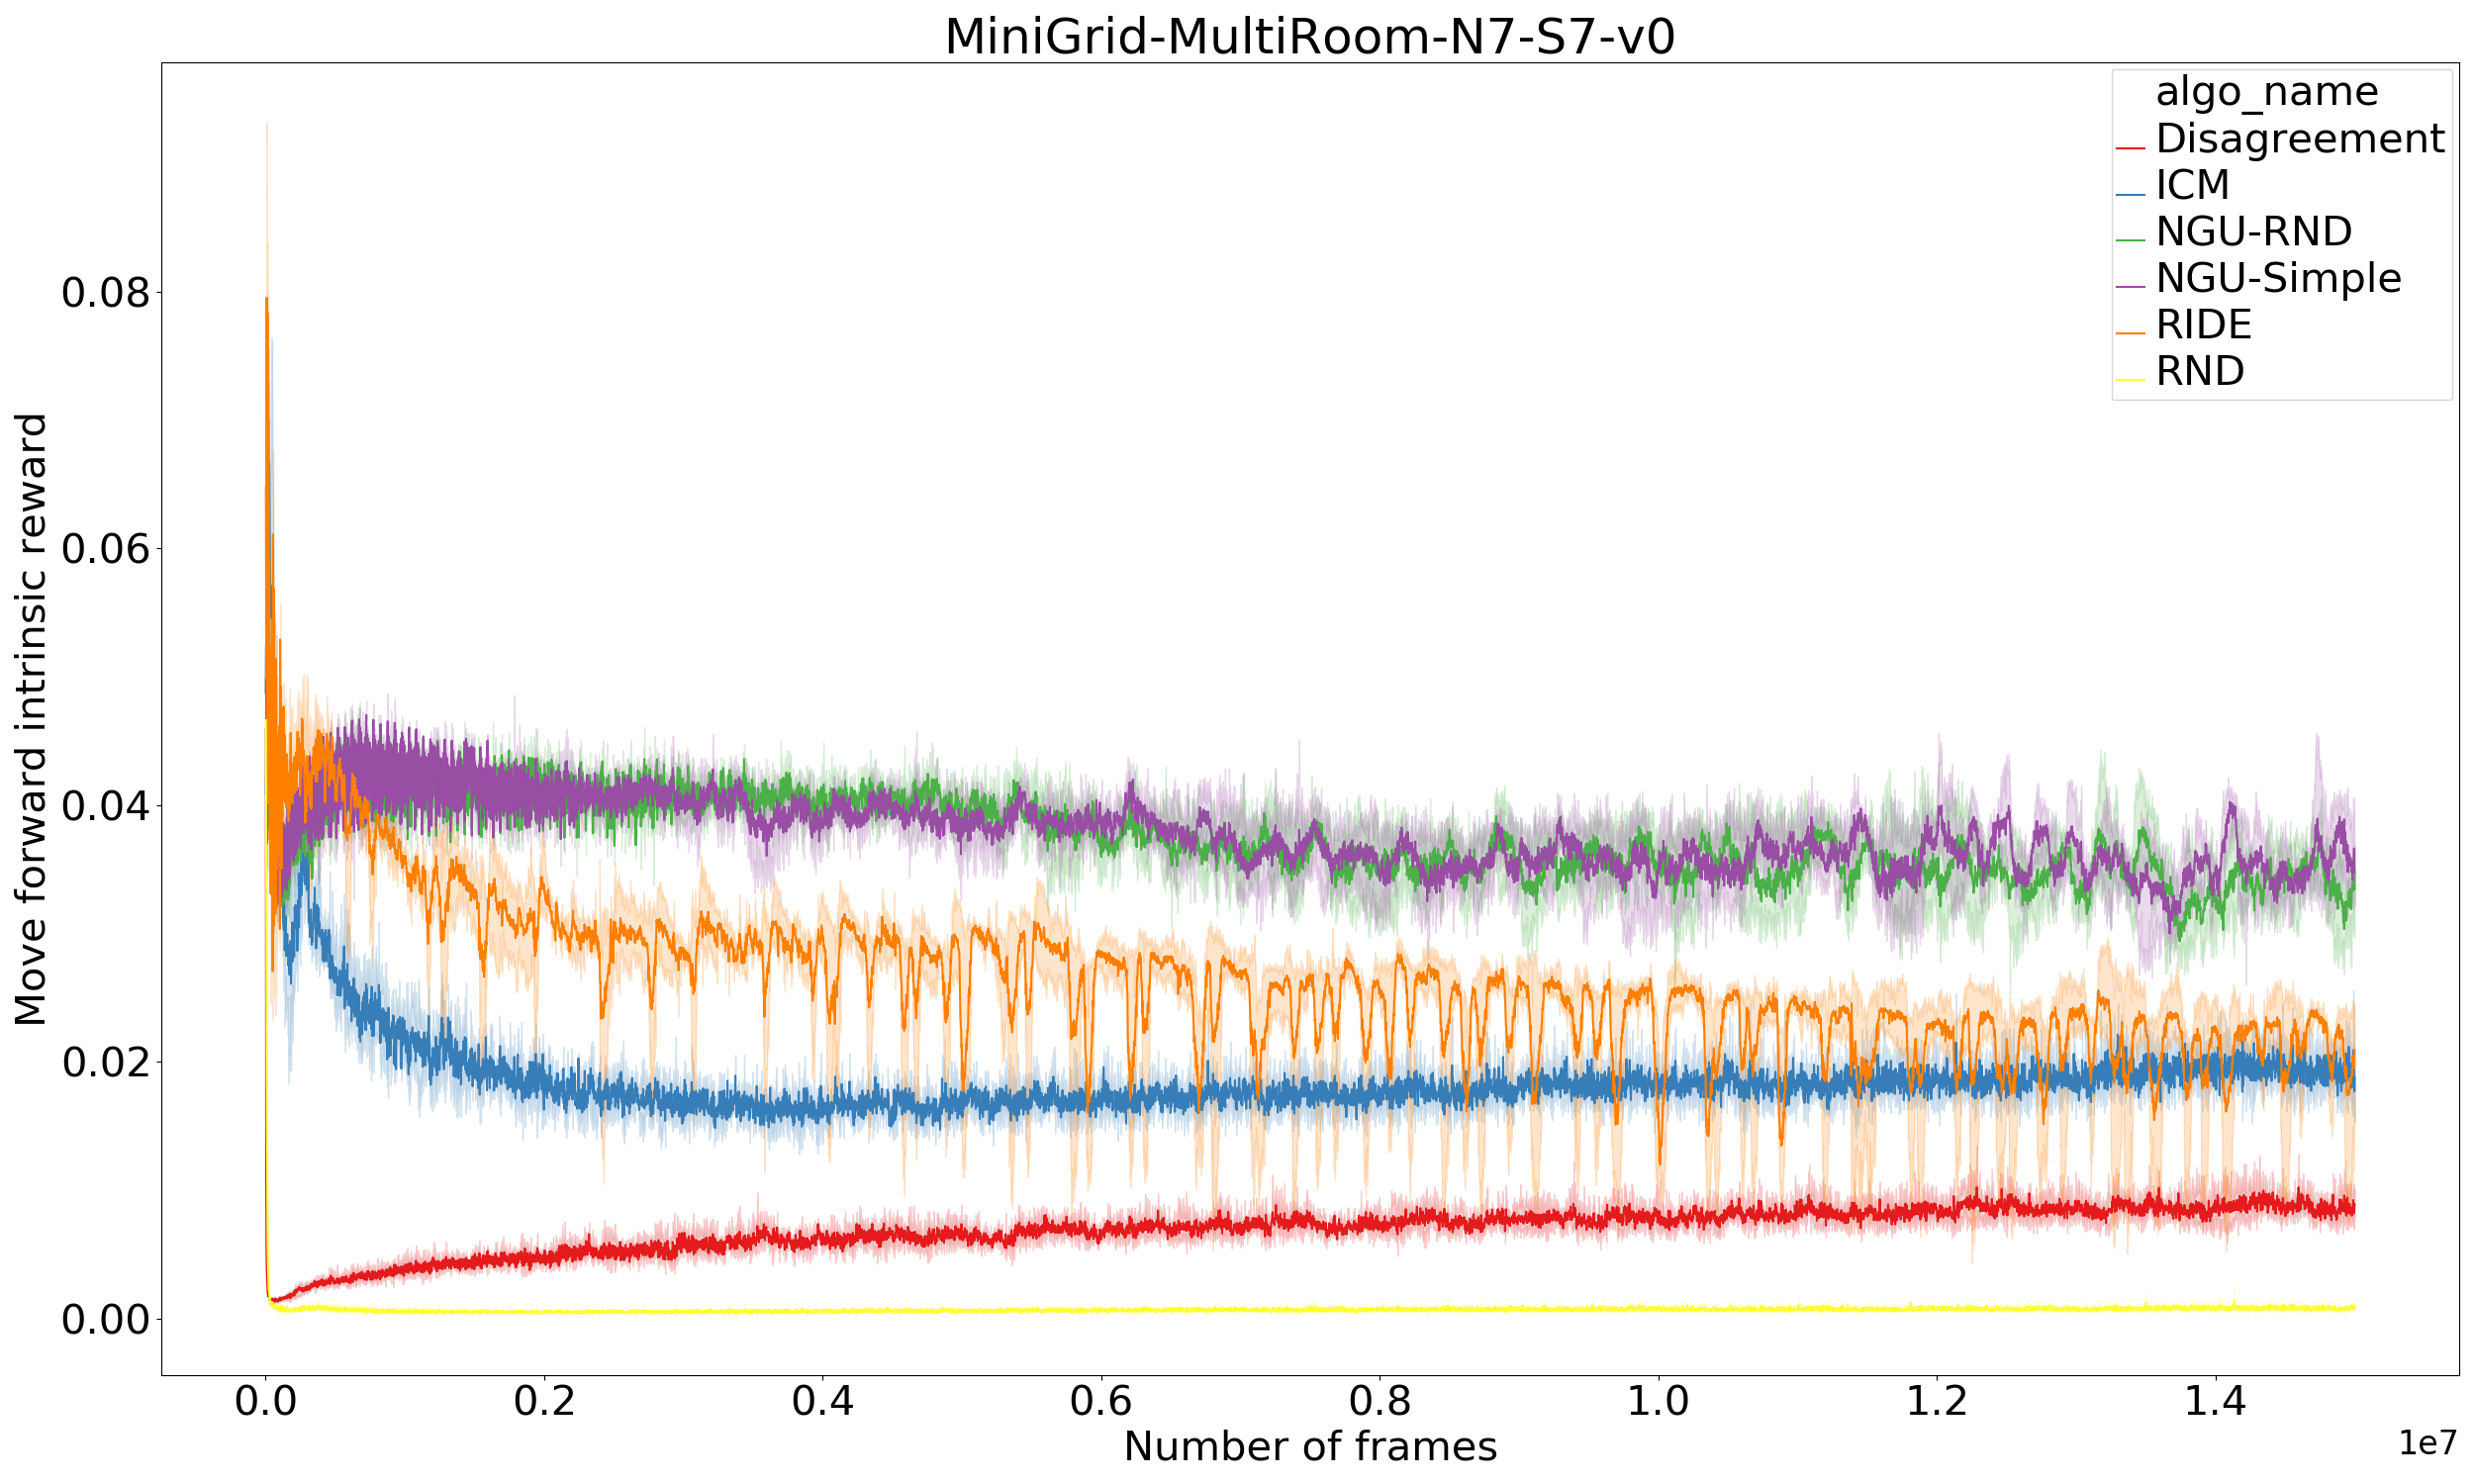 MiniGrid-MultiRoom-N7-S7-v0
algo_name
Disagreement
ICM
NGU-RND
NGU-Simple
RIDE
RND
Move forward intrinsic reward
0.08
0.06
0.04
0.02
0.00
0.0 0.2 0.4 0.6 0.8 1.0 1.2 1.4
Number of frames
1e7